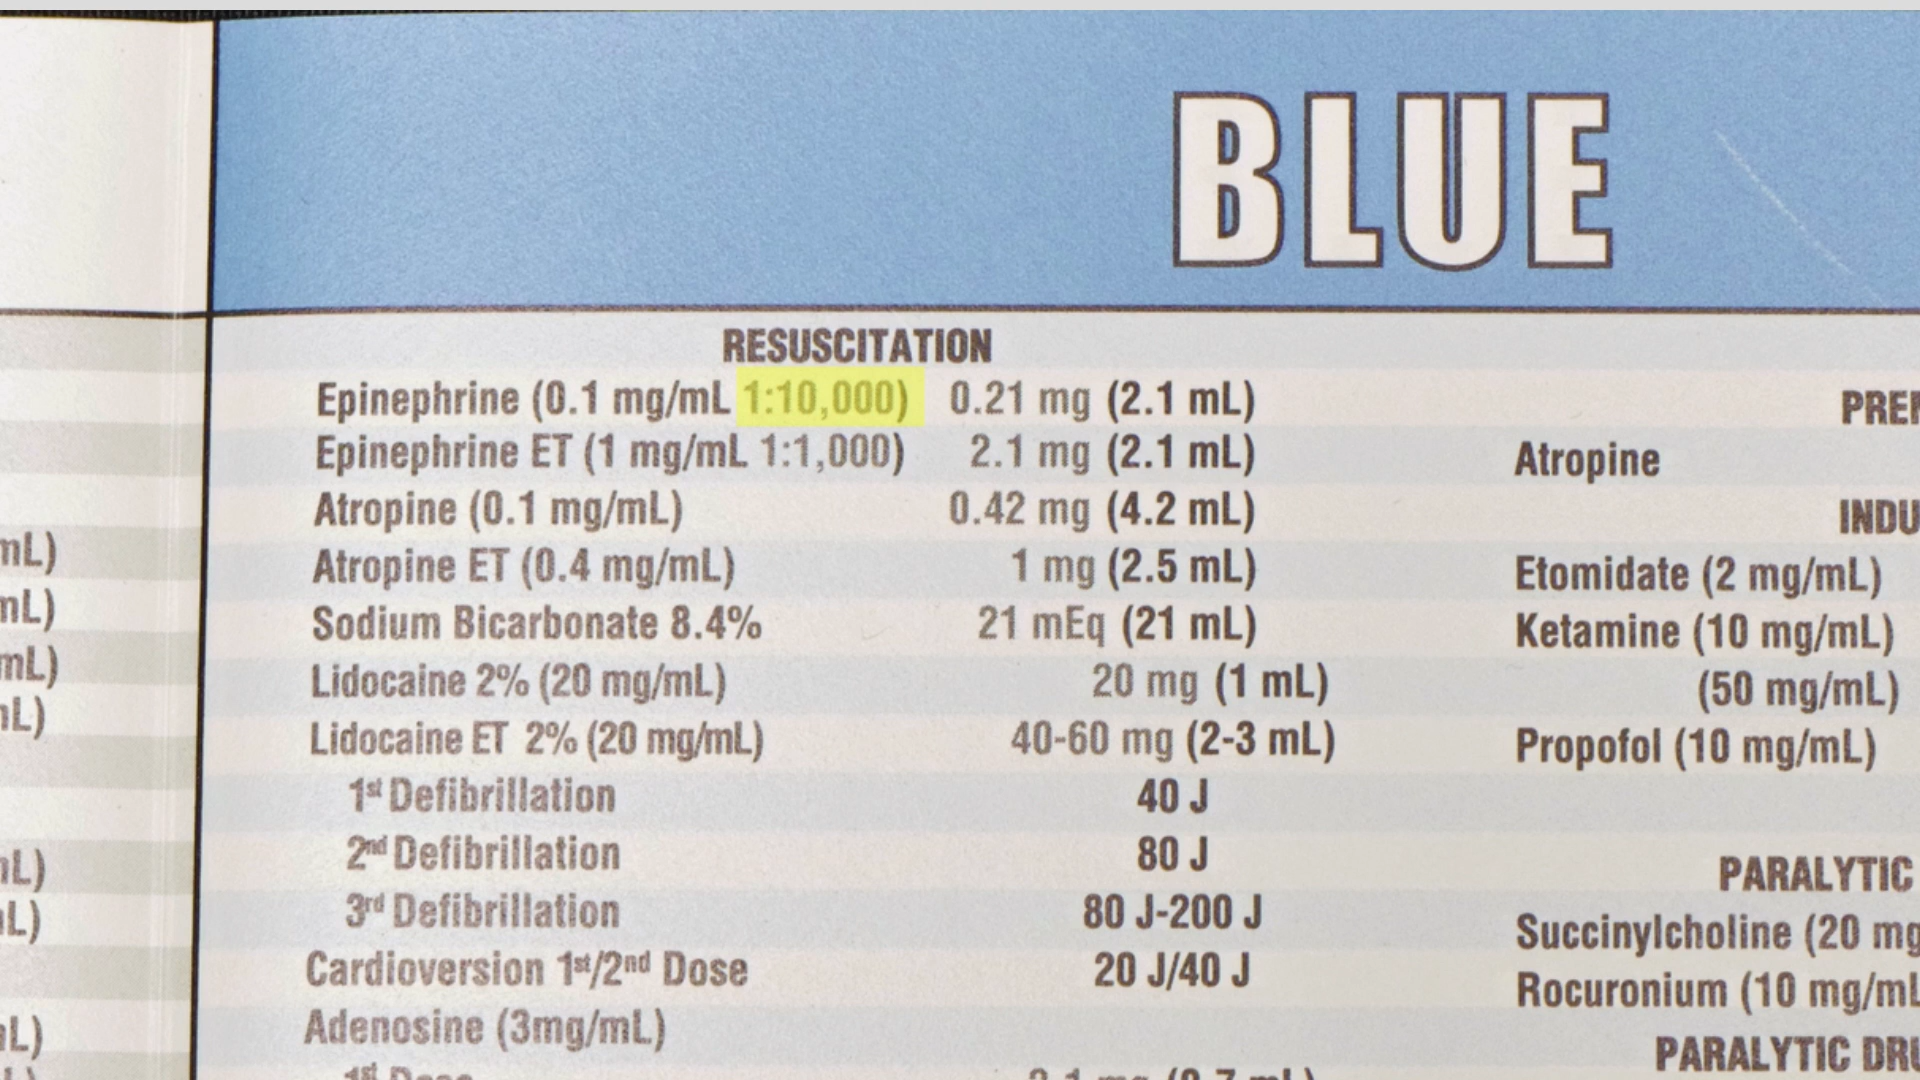 BLUE
RESUSCITATION
Epinephrine (0.1 mg/mL 1:10,000) 0.21 mg (2.1 mL)
Epinephrine ET (1 mg/mL 1:1,000) 2.1 mg (2.1 mL)
Atropine (0.1 mg/mL) 0.42 mg (4.2 mL)
Atropine ET (0.4 mg/mL) 1 mg (2.5 mL)
Sodium Bicarbonate 8.4% 21 mEq (21 mL)
Lidocaine 2% (20 mg/mL) 20 mg (1 mL)
Lidocaine ET 2% (20 mg/mL) 40-60 mg (2-3 mL)
1st Defibrillation 40 J
2nd Defibrillation 80 J
3rd Defibrillation 80 J-200 J
Cardioversion 1st/2nd Dose 20 J/40 J
Adenosine (3mg/mL)
1st Dose
Atropine
INDU
Etomidate (2 mg/mL)
Ketamine (10 mg/mL)
(50 mg/mL)
Propofol (10 mg/mL)
PARALYTIC
Succinylcholine (20 mg
Rocuronium (10 mg/mL
PARALYTIC DRU
mL)
mL)
mL)
mL)